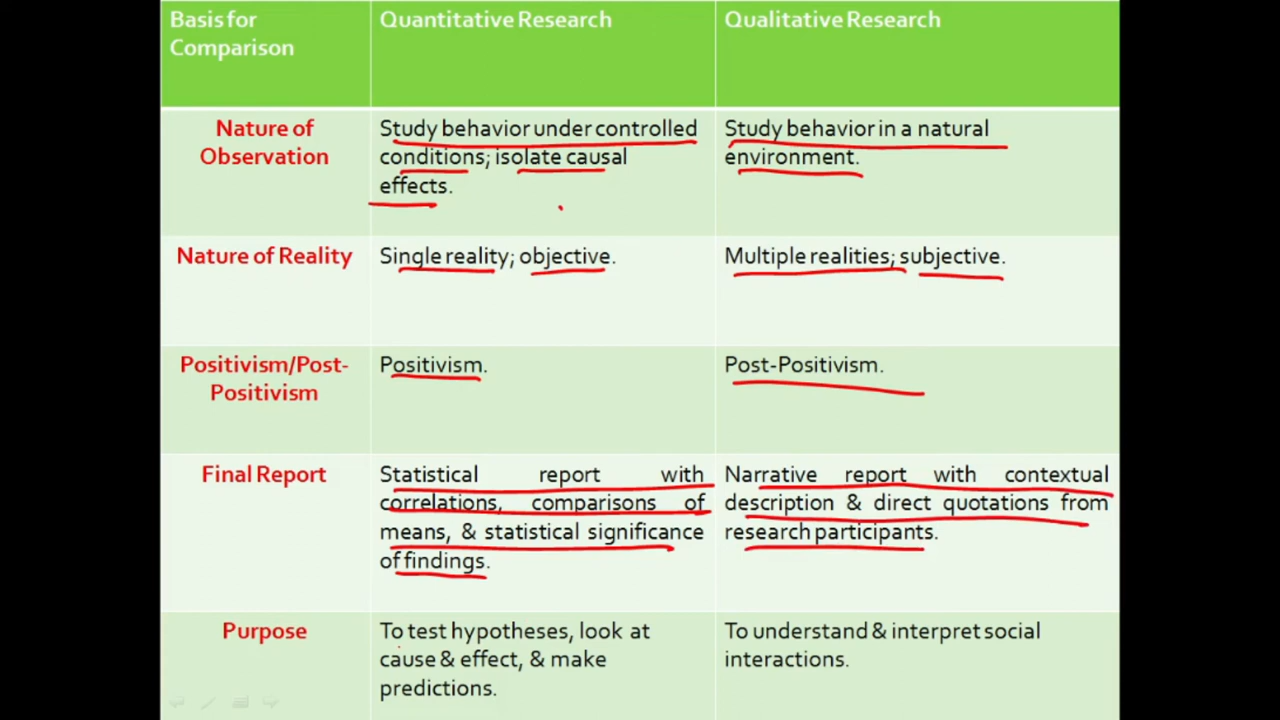 Basis for
Comparison
Quantitative Research
Qualitative Research
Nature of
Observation
Study behavior under controlled
conditions; isolate causal
effects.
Study behavior in a natural
environment.
Nature of Reality
Single reality; objective.
Multiple realities; subjective.
Positivism/Post-
Positivism
Positivism.
Post-Positivism.
Final Report
Statistical report with
correlations, comparisons of
means, & statistical significance
of findings.
Narrative report with contextual
description & direct quotations from
research participants.
Purpose
To test hypotheses, look at
cause & effect, & make
predictions.
To understand & interpret social
interactions.